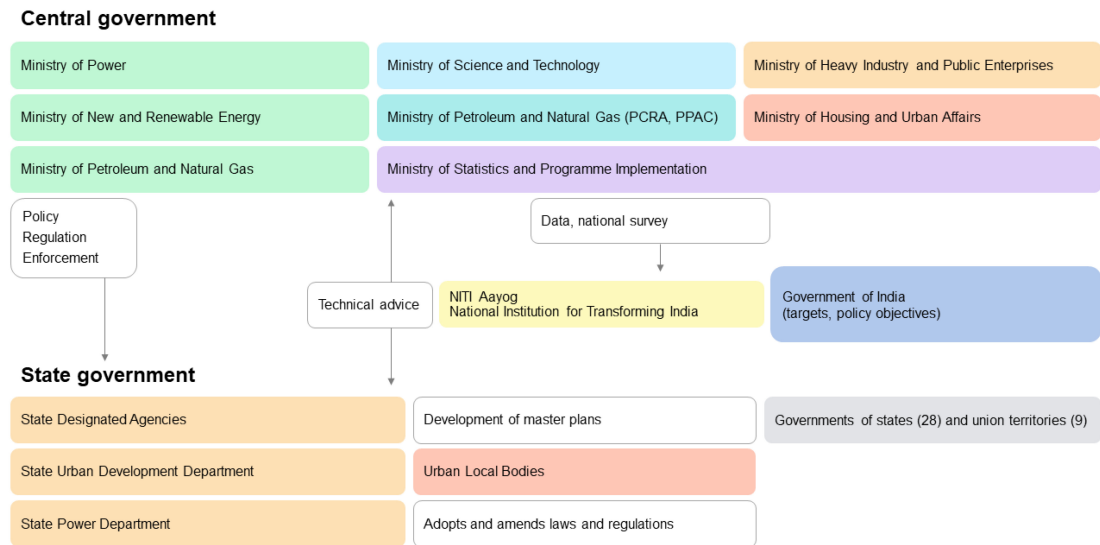 Central government
Ministry of Power
Ministry of Science and Technology
Ministry of Heavy Industry and Public Enterprises
Ministry of New and Renewable Energy
Ministry of Petroleum and Natural Gas (PCRA, PPAC)
Ministry of Housing and Urban Affairs
Ministry of Petroleum and Natural Gas
Ministry of Statistics and Programme Implementation
Policy
Regulation
Enforcement
Data, national survey
Technical advice
NITI Aayog
National Institution for Transforming India
Government of India
(targets, policy objectives)
State government
State Designated Agencies
Development of master plans
Governments of states (28) and union territories (9)
State Urban Development Department
Urban Local Bodies
State Power Department
Adopts and amends laws and regulations